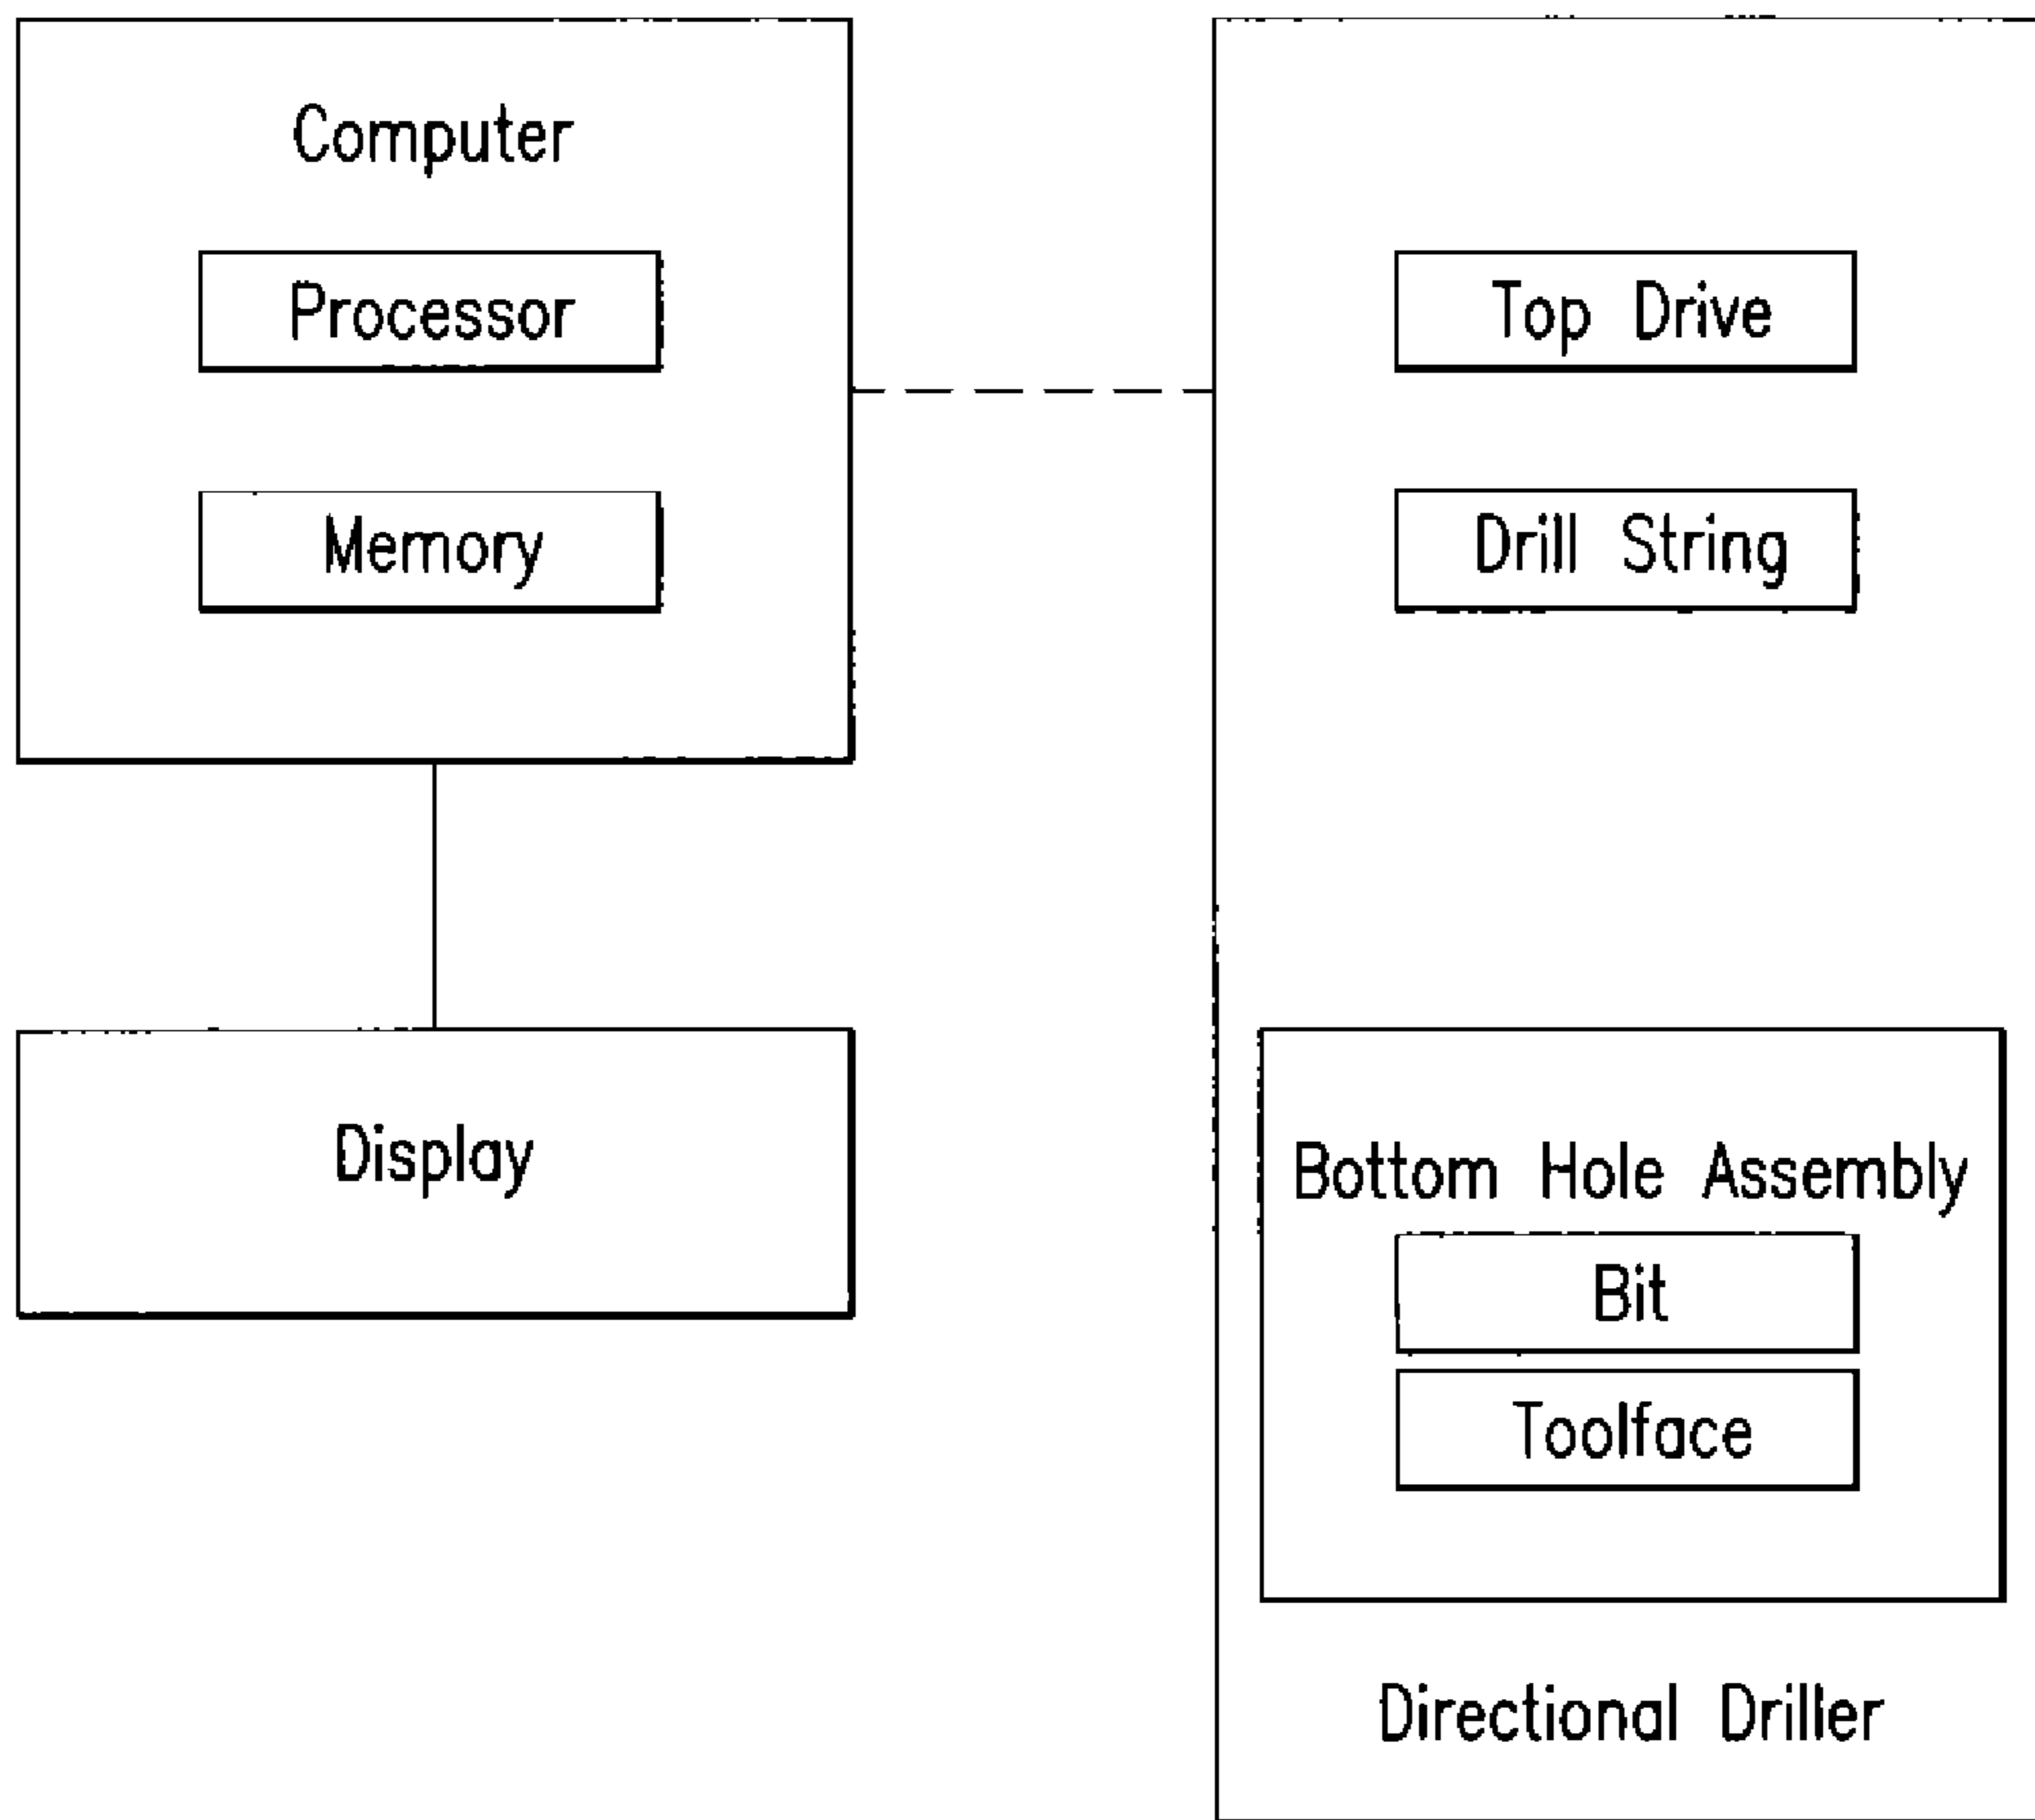 Computer
Processor
Memory
Display
Top Drive
Drill String
Bottom Hole Assembly
Bit
Toolface
Directional Driller